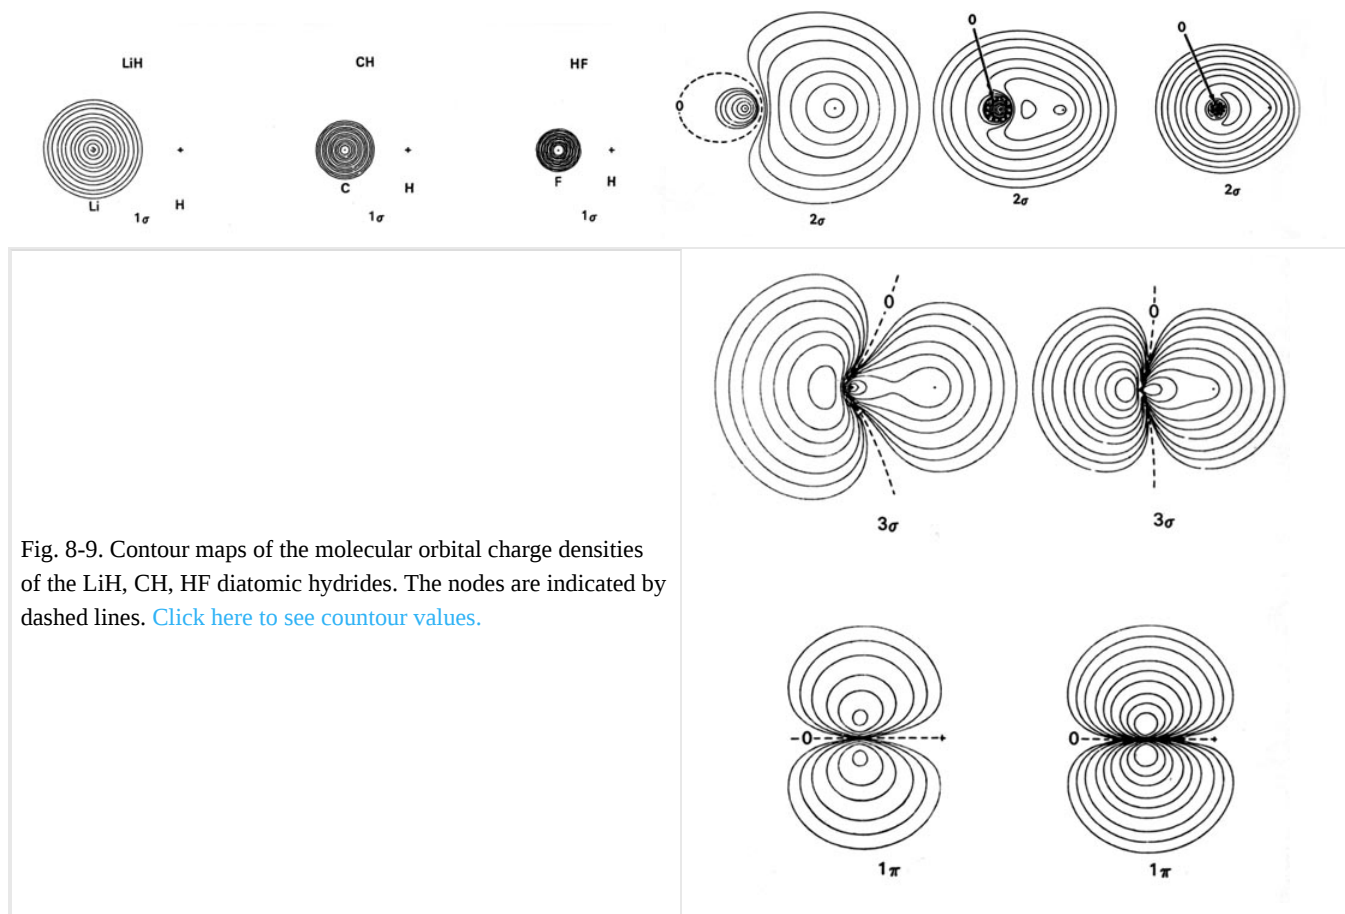 LiH CH HF
Li H C H F H
1σ 1σ 1σ
0 0 0
2σ 2σ 2σ
0 0
3σ 3σ
Fig. 8-9. Contour maps of the molecular orbital charge densities
of the LiH, CH, HF diatomic hydrides. The nodes are indicated by
dashed lines. Click here to see countour values.
0 0
1π 1π